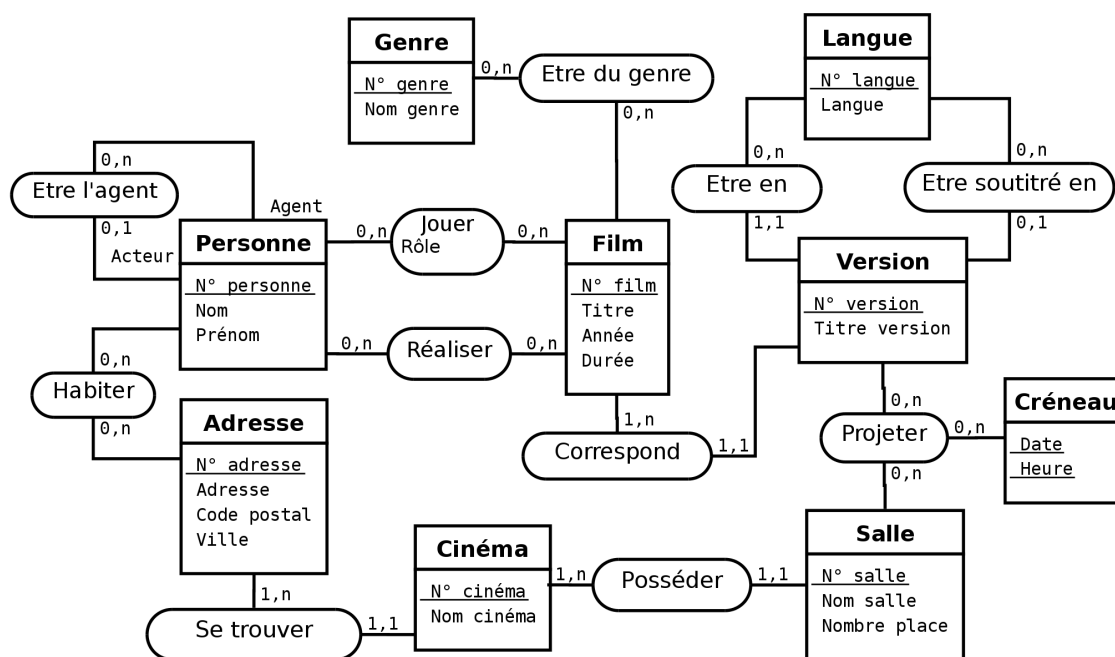 Genre
N° genre
Nom genre
0,n
Etre du genre
0,n
Langue
N° langue
Langue
0,n
Etre en
1,1
0,n
Etre soutitré en
0,1
0,n
Etre l'agent
0,1
Acteur
Agent
Personne
N° personne
Nom
Prénom
0,n
Jouer
Rôle
0,n
Film
N° film
Titre
Année
Durée
Version
N° version
Titre version
0,n
Réaliser
0,n
0,n
Habiter
0,n
1,n
Correspond
1,1
0,n
Projeter
0,n
0,n
Créneau
Date
Heure
Adresse
N° adresse
Adresse
Code postal
Ville
1,n
Se trouver
1,1
Cinéma
N° cinéma
Nom cinéma
1,n
Posséder
1,1
Salle
N° salle
Nom salle
Nombre place